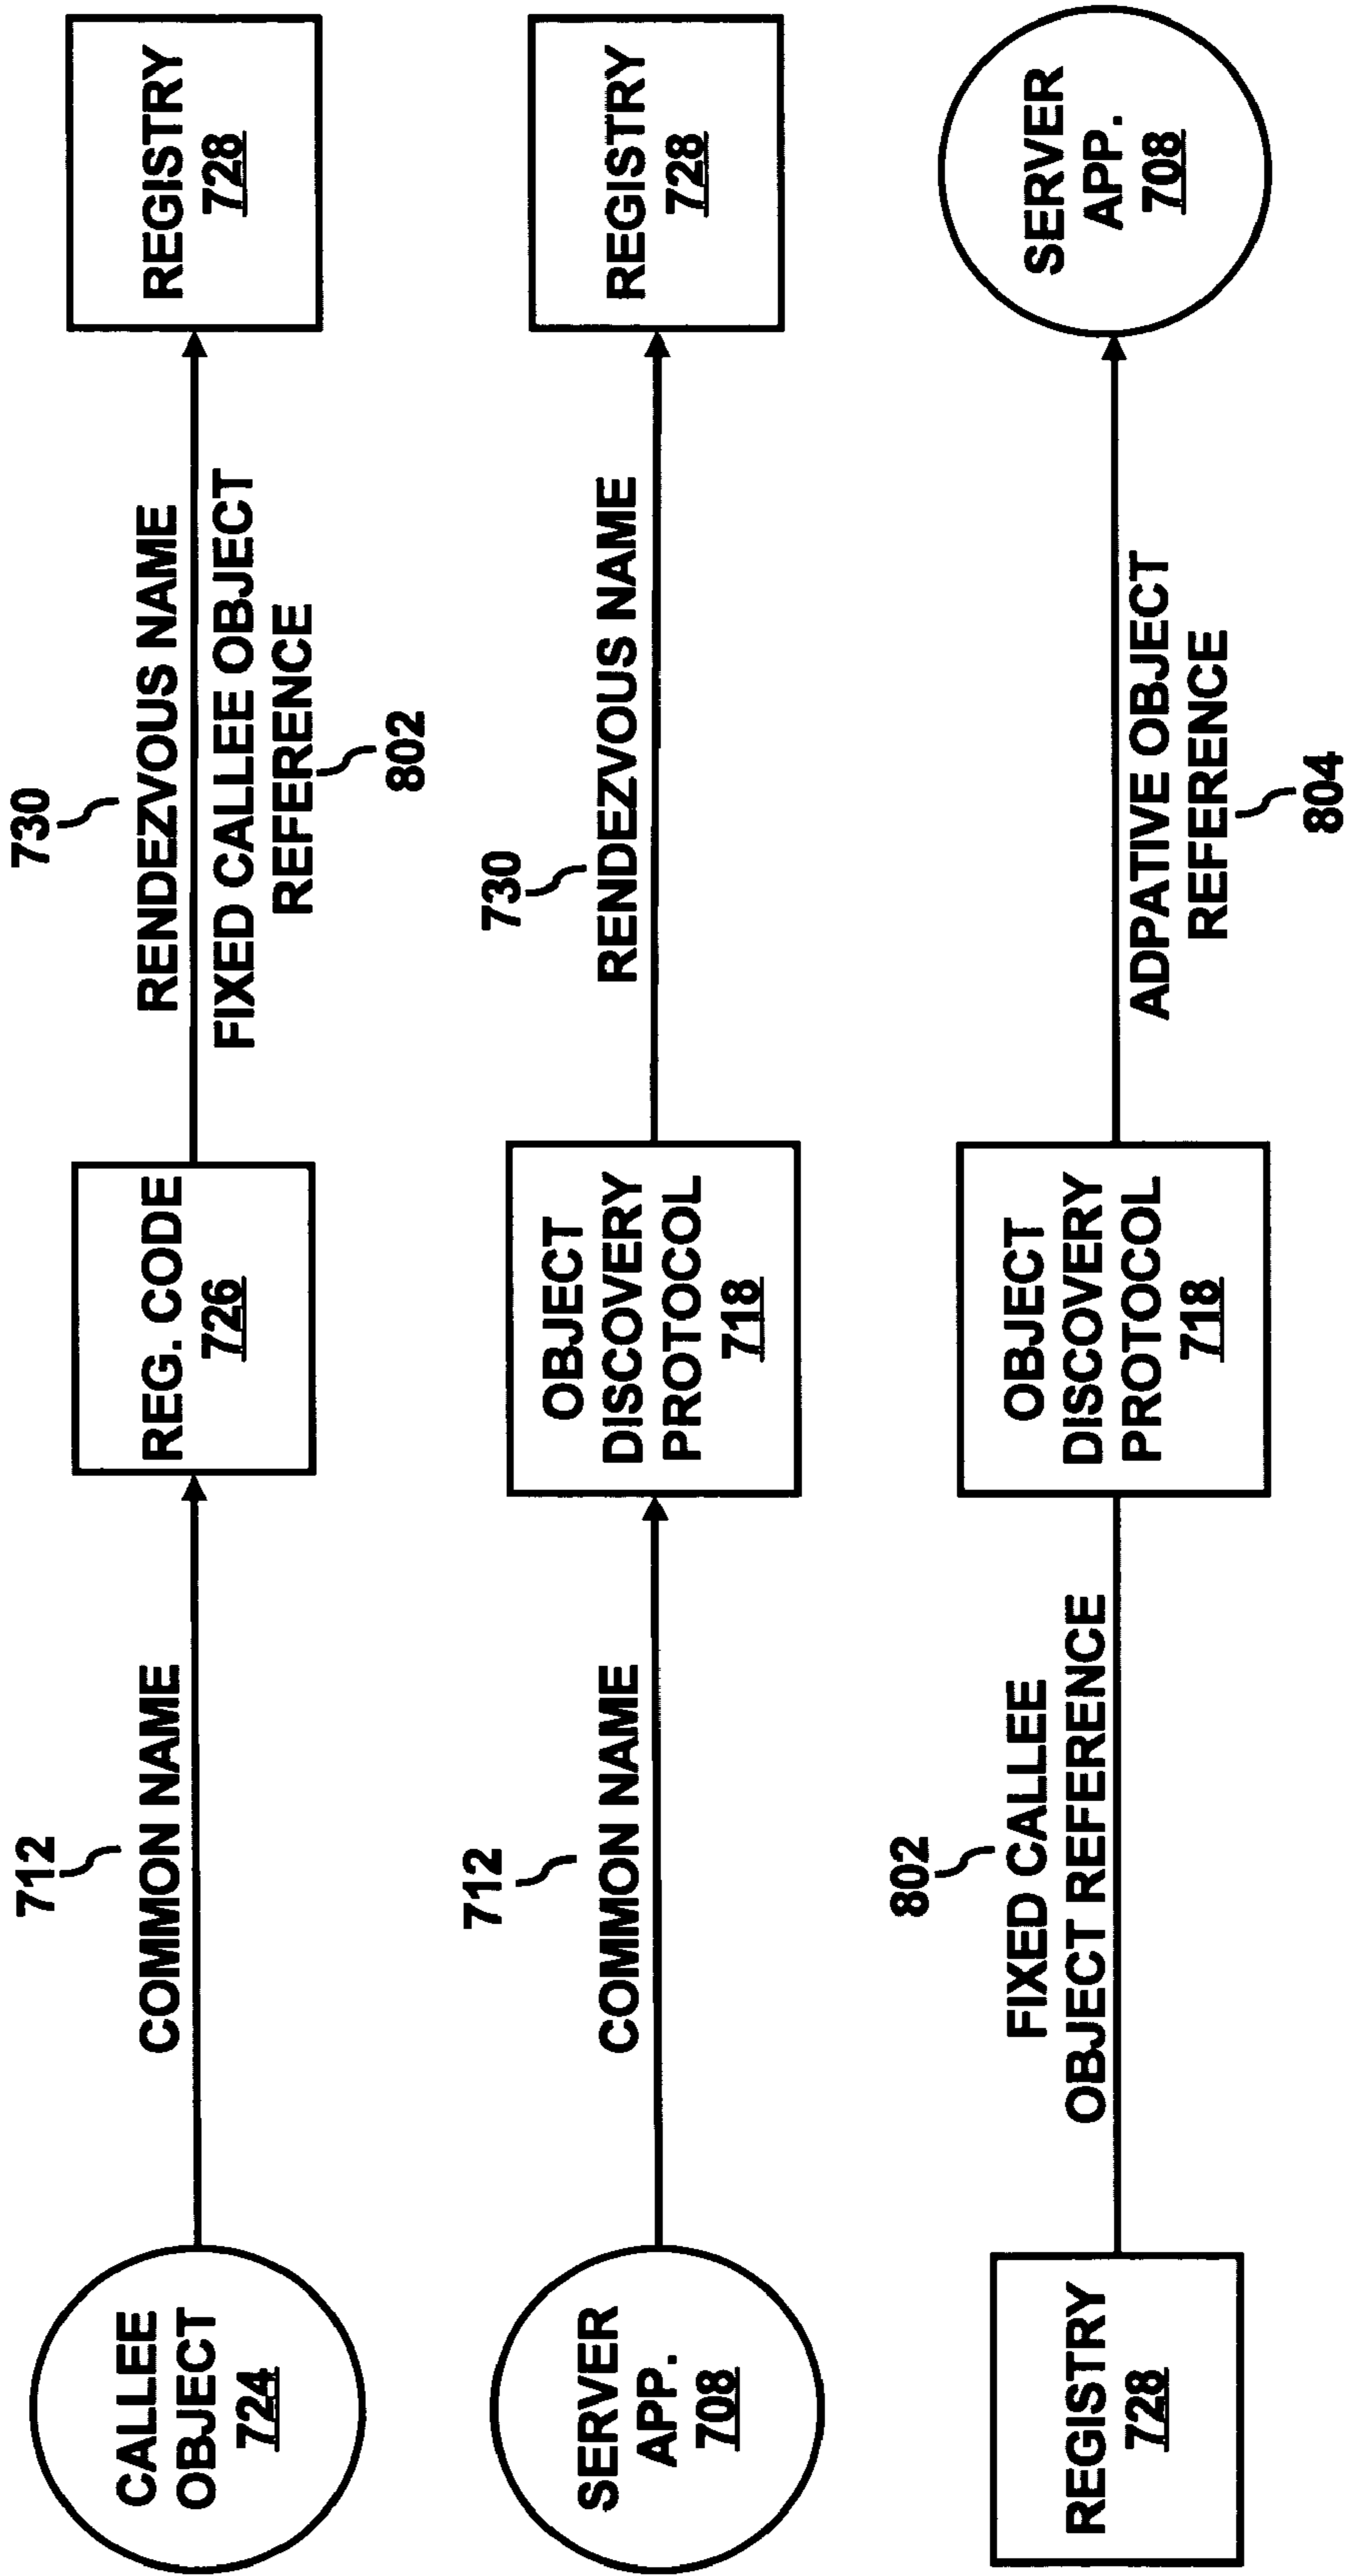 712
730
CALLEE
OBJECT
724
COMMON NAME
REG. CODE
726
RENDEZVOUS NAME
FIXED CALLEE OBJECT
REFERENCE
802
REGISTRY
728
712
730
SERVER
APP.
708
COMMON NAME
OBJECT
DISCOVERY
PROTOCOL
718
RENDEZVOUS NAME
REGISTRY
728
802
REGISTRY
728
FIXED CALLEE
OBJECT REFERENCE
OBJECT
DISCOVERY
PROTOCOL
718
ADPATIVE OBJECT
REFERENCE
804
SERVER
APP.
708